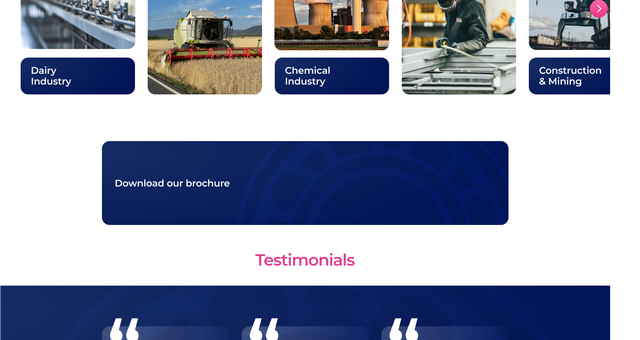 Dairy
Industry
Chemical
Industry
Construction
& Mining
Download our brochure
Testimonials
“
“
“